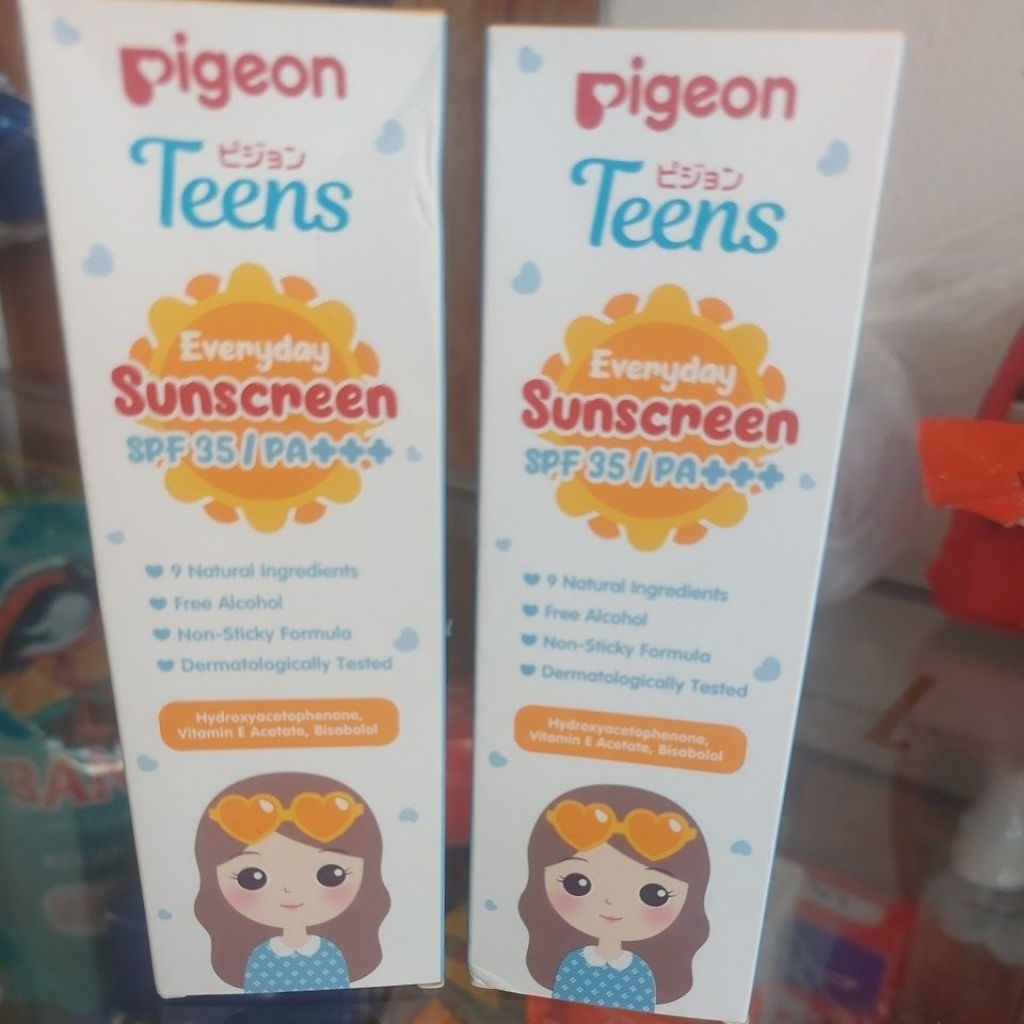 Pigeon
ピジョン
Teens
Everyday
Sunscreen
SPF 35 / PA+++
9 Natural Ingredients
Free Alcohol
Non-Sticky Formula
Dermatologically Tested
Hydroxyacetophenone,
Vitamin E Acetate, Bisabolol
Pigeon
ピジョン
Teens
Everyday
Sunscreen
SPF 35 / PA+++
9 Natural Ingredients
Free Alcohol
Non-Sticky Formula
Dermatologically Tested
Hydroxyacetophenone,
Vitamin E Acetate, Bisabolol